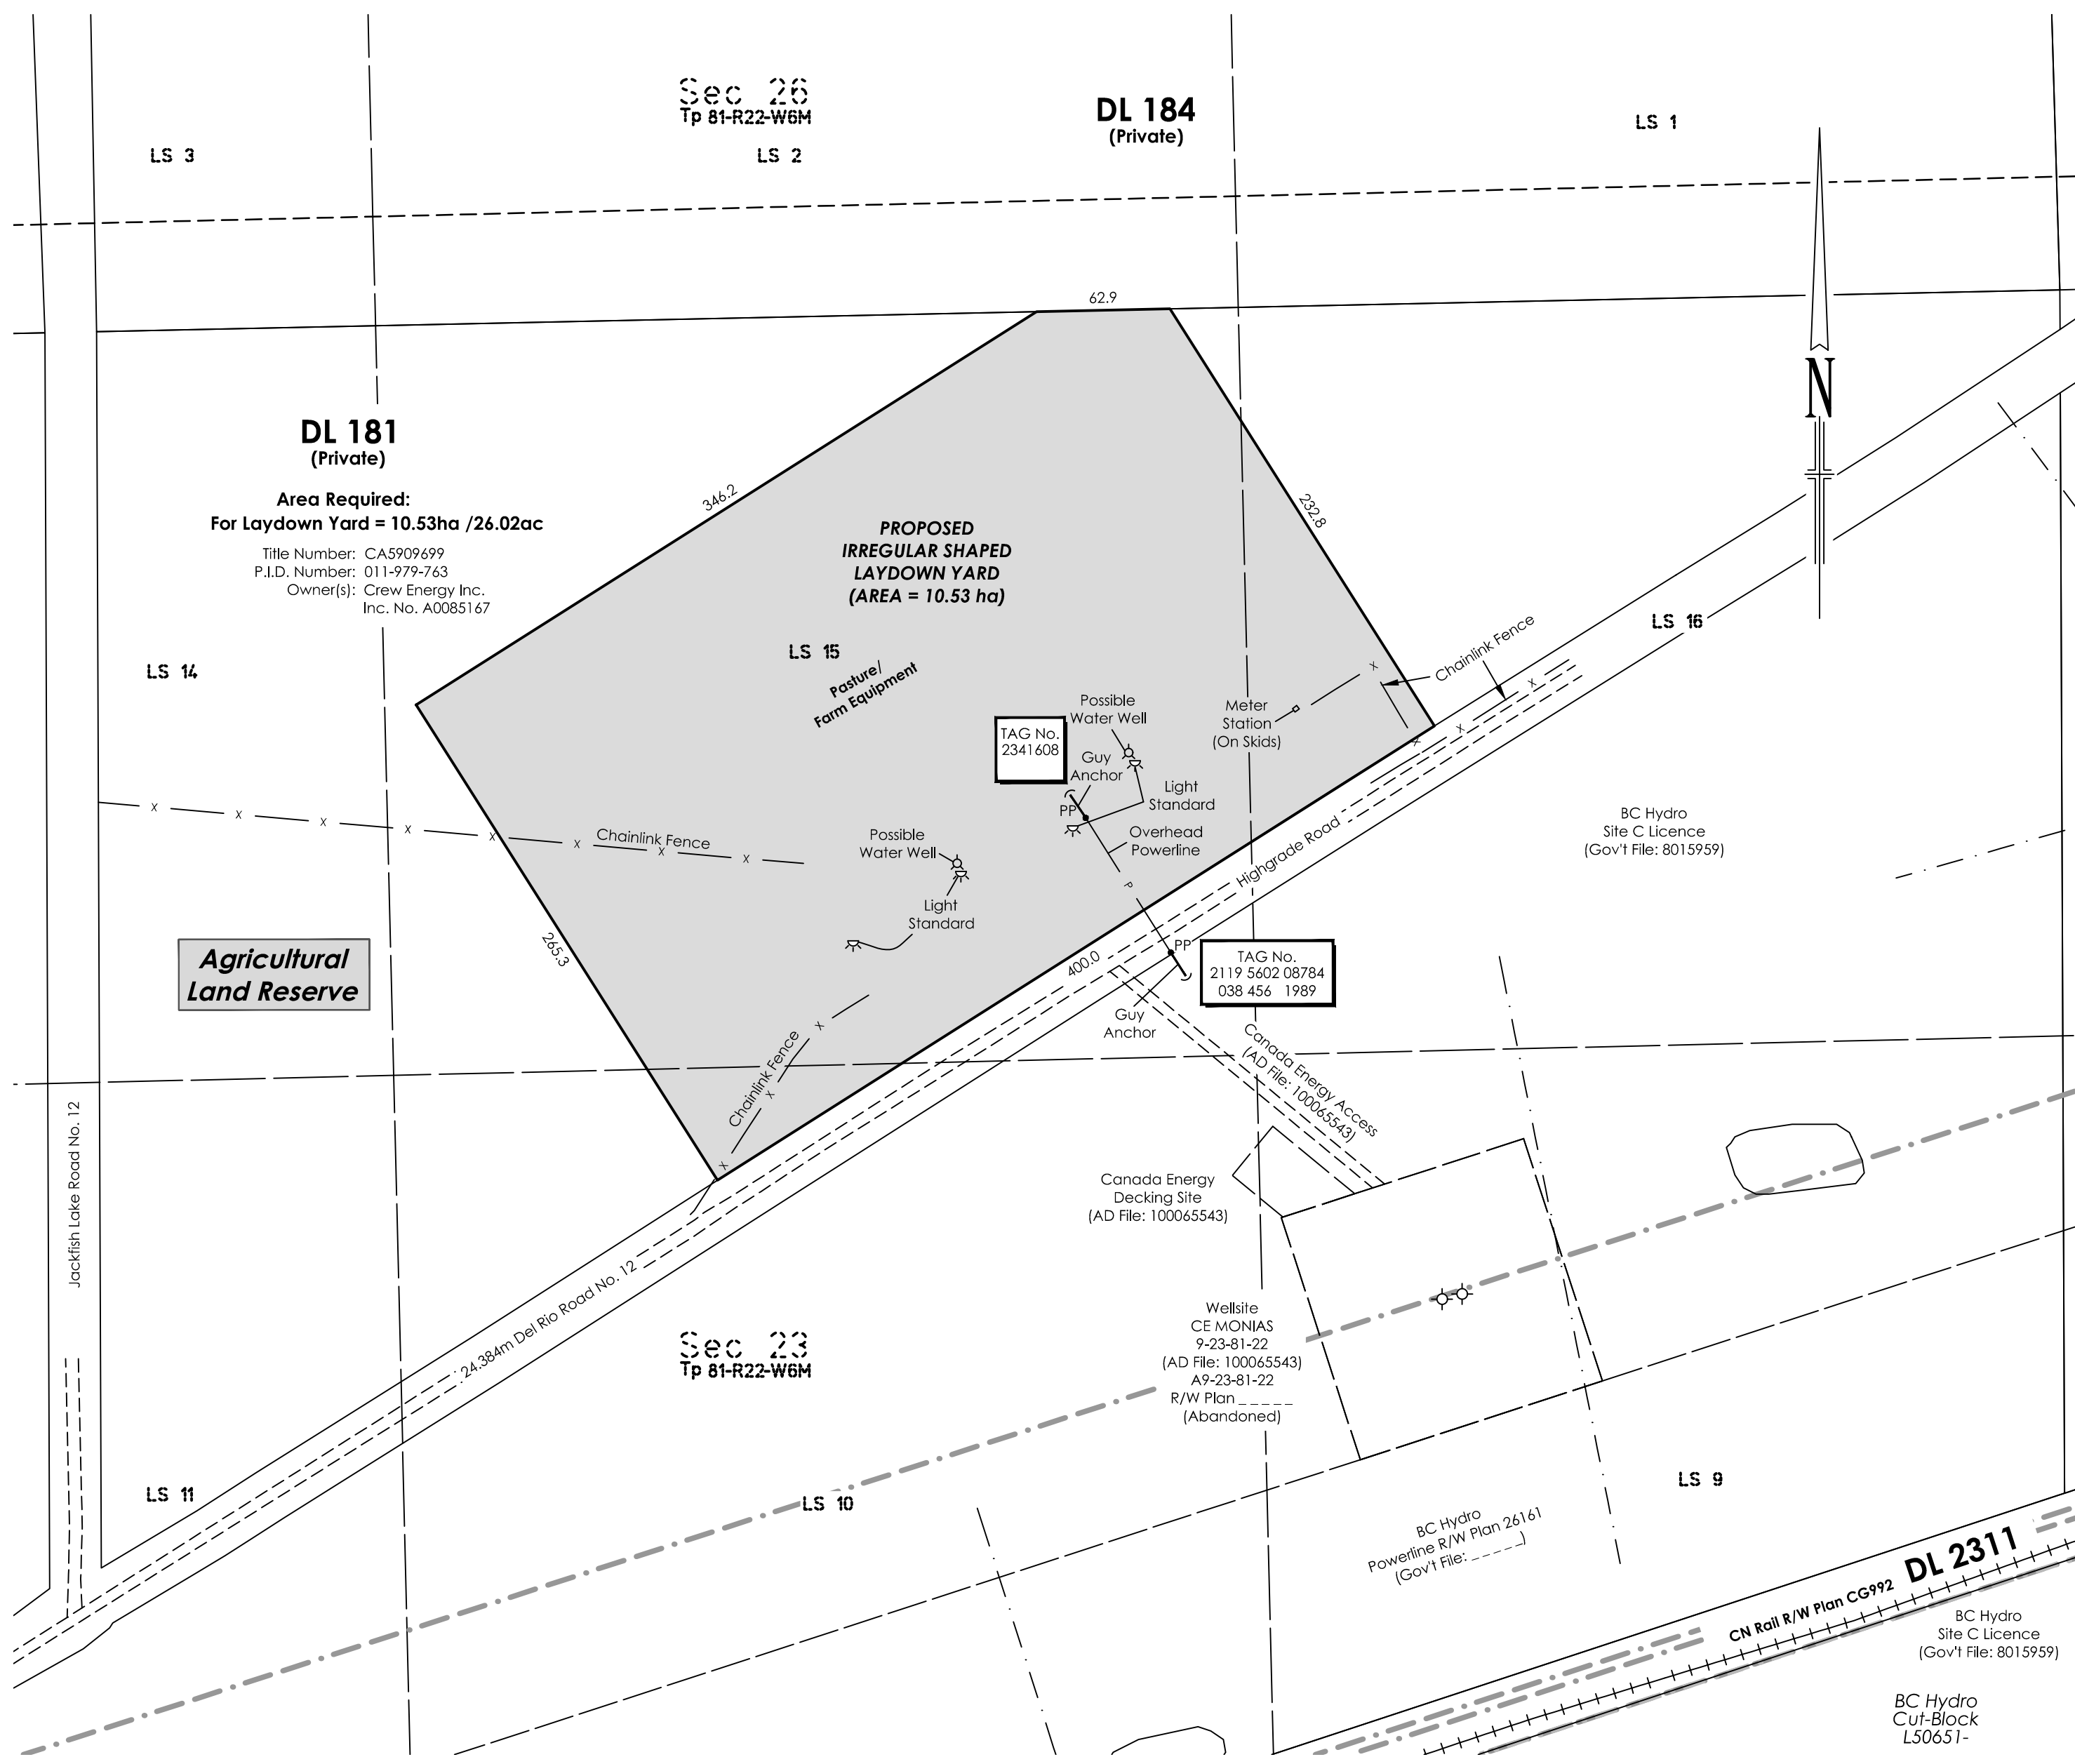 Sec 26
Tp 81-R22-W6M
DL 184
(Private)
LS 1
LS 3
LS 2
62.9
N
DL 181
(Private)
Area Required:
For Laydown Yard = 10.53ha /26.02ac
Title Number: CA5909699
P.I.D. Number: 011-979-763
Owner(s): Crew Energy Inc.
Inc. No. A0085167
346.2
232.8
PROPOSED
IRREGULAR SHAPED
LAYDOWN YARD
(AREA = 10.53 ha)
LS 15
Pasture/
Farm Equipment
LS 14
LS 16
Chainlink Fence
Possible
Water Well
Meter
Station
(On Skids)
TAG No.
2341608
Guy
Anchor
PP
Light
Standard
Overhead
Powerline
P
Chainlink Fence
Possible
Water Well
Light
Standard
Highgrade Road
BC Hydro
Site C Licence
(Gov't File: 8015959)
Agricultural
Land Reserve
265.3
400.0
PP
TAG No.
2119 5602 08784
038 456 1989
Guy
Anchor
Chainlink Fence
Canada Energy Access
(AD File: 100065543)
Jackfish Lake Road No. 12
Canada Energy
Decking Site
(AD File: 100065543)
24.384m Del Rio Road No. 12
Sec 23
Tp 81-R22-W6M
Wellsite
CE MONIAS
9-23-81-22
(AD File: 100065543)
A9-23-81-22
R/W Plan _ _ _ _ _
(Abandoned)
LS 11
LS 10
LS 9
BC Hydro
Powerline R/W Plan 26161
(Gov't File: _ _ _ _ _)
CN Rail R/W Plan CG992
DL 2311
BC Hydro
Site C Licence
(Gov't File: 8015959)
BC Hydro
Cut-Block
L50651-